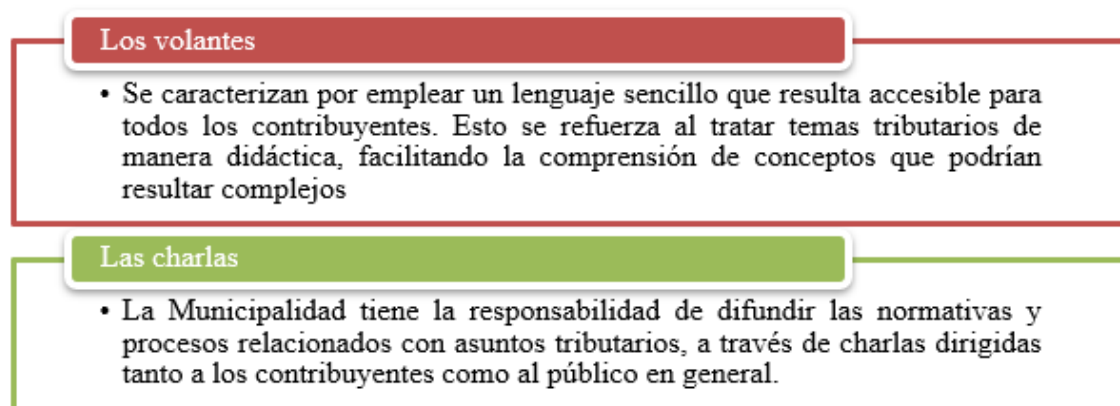 Los volantes
• Se caracterizan por emplear un lenguaje sencillo que resulta accesible para
todos los contribuyentes. Esto se refuerza al tratar temas tributarios de
manera didáctica, facilitando la comprensión de conceptos que podrían
resultar complejos
Las charlas
• La Municipalidad tiene la responsabilidad de difundir las normativas y
procesos relacionados con asuntos tributarios, a través de charlas dirigidas
tanto a los contribuyentes como al público en general.